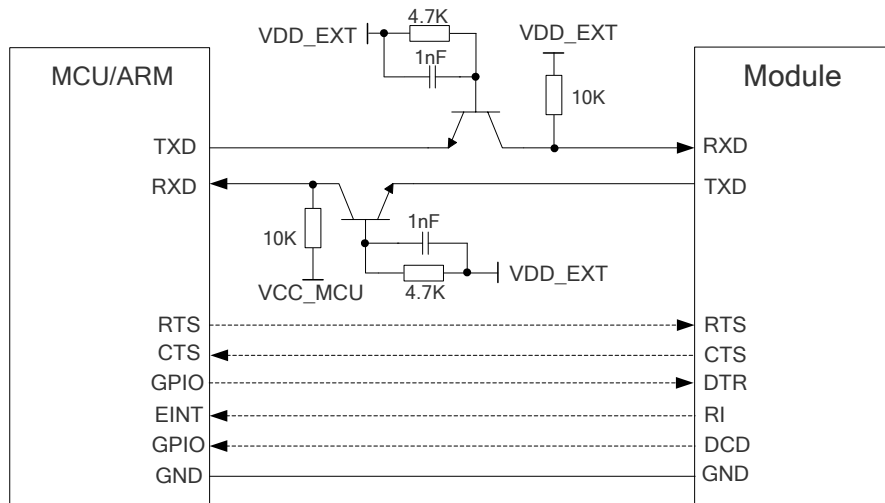 4.7K
VDD_EXT
VDD_EXT
1nF
MCU/ARM
Module
10K
TXD
RXD
RXD
TXD
1nF
10K
VDD_EXT
4.7K
VCC_MCU
RTS
RTS
CTS
CTS
GPIO
DTR
EINT
RI
GPIO
DCD
GND
GND